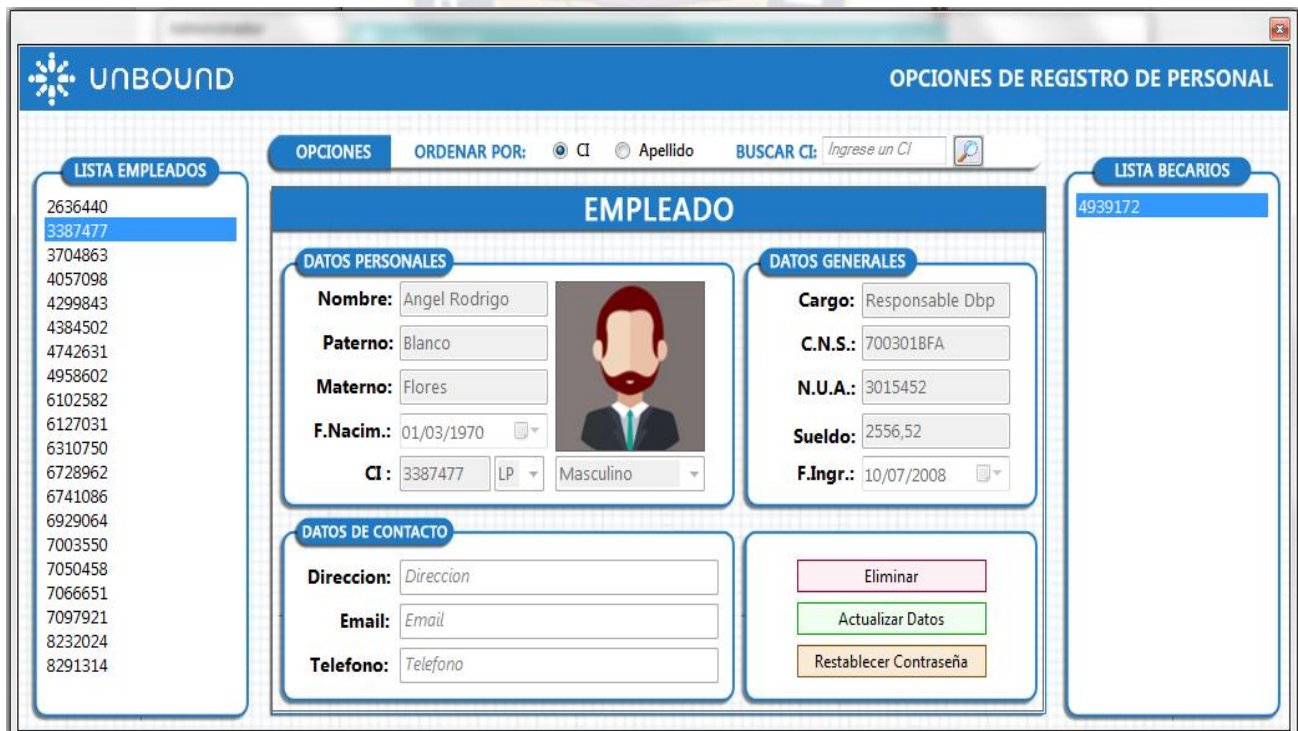 UNBOUND
OPCIONES DE REGISTRO DE PERSONAL
OPCIONES ORDENAR POR: CI Apellido BUSCAR CI: Ingrese un CI
LISTA EMPLEADOS
2636440
3387477
3704863
4057098
4299843
4384502
4742631
4958602
6102582
6127031
6310750
6728962
6741086
6929064
7003550
7050458
7066651
7097921
8232024
8291314
EMPLEADO
DATOS PERSONALES
Nombre: Angel Rodrigo
Paterno: Blanco
Materno: Flores
F.Nacim.: 01/03/1970
CI : 3387477 LP Masculino
DATOS GENERALES
Cargo: Responsable Dbp
C.N.S.: 700301BFA
N.U.A.: 3015452
Sueldo: 2556,52
F.Ingr.: 10/07/2008
DATOS DE CONTACTO
Direccion: Direccion
Email: Email
Telefono: Telefono
Eliminar
Actualizar Datos
Restablecer Contraseña
LISTA BECARIOS
4939172